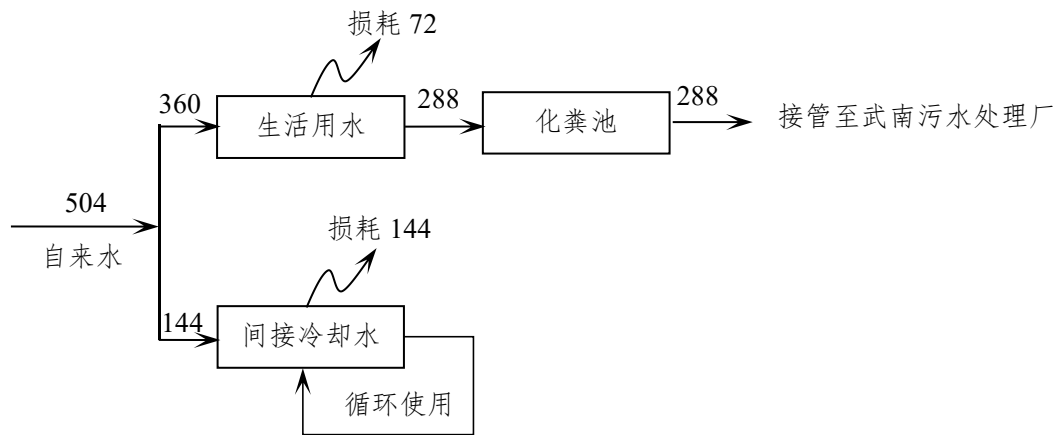 损耗 72
360
生活用水
288
化粪池
288
接管至武南污水处理厂
504
自来水
损耗 144
144
间接冷却水
循环使用